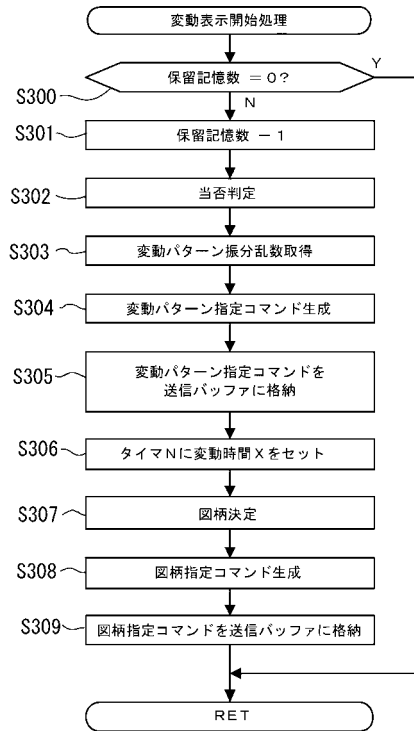 変動表示開始処理
Y
保留記憶数 =0?
S300
N
S301
保留記憶数 − 1
S302
当否判定
S303
変動パターン振分乱数取得
S304
変動パターン指定コマンド生成
S305
変動パターン指定コマンドを
送信バッファに格納
S306
タイマNに変動時間Xをセット
S307
図柄決定
S308
図柄指定コマンド生成
S309
図柄指定コマンドを送信バッファに格納
RET